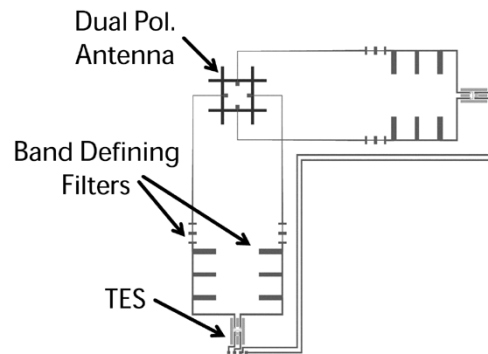 Dual Pol.
Antenna
Band Defining
Filters
TES